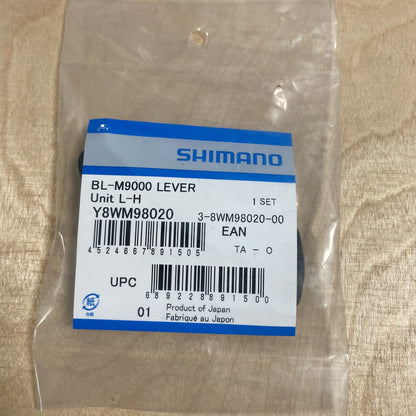 SHIMANO
BL-M9000 LEVER
Unit L-H
1 SET
Y8WM98020
3-8WM98020-00
EAN
4524667891505
TA - O
UPC
689228891500
紙
01
Product of Japan
Fabriqué au Japon